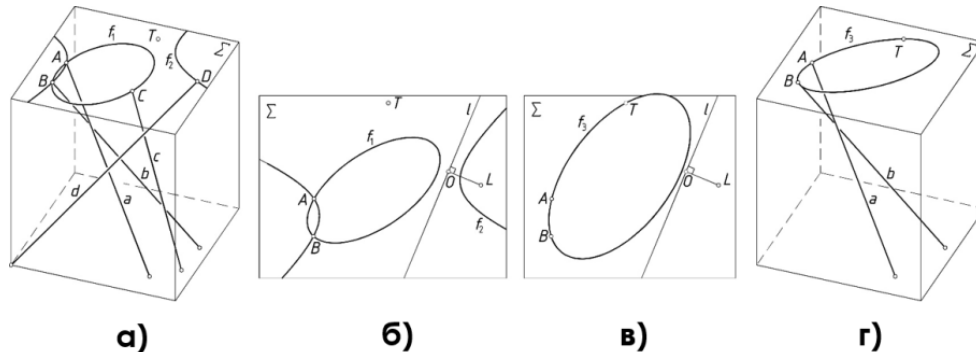 f₁ T Σ
A f₂ D
B C
c b
d a
а)
Σ T l
f₁
A O L
B f₂
б)
Σ f₃ T l
A O L
B
в)
f₃ Σ
A T
B
b
a
г)